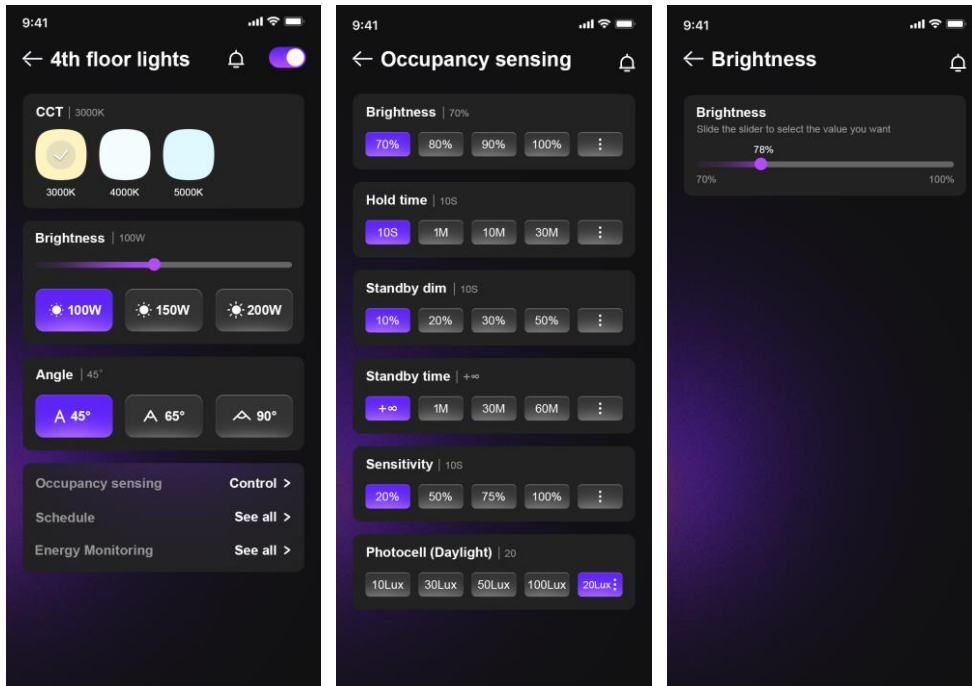 9:41
4th floor lights
CCT | 3000K
3000K 4000K 5000K
Brightness | 100W
100W 150W 200W
Angle | 45°
45° 65° 90°
Occupancy sensing Control >
Schedule See all >
Energy Monitoring See all >
9:41
Occupancy sensing
Brightness | 70%
70% 80% 90% 100%
Hold time | 10S
10S 1M 10M 30M
Standby dim | 10S
10% 20% 30% 50%
Standby time | +∞
+∞ 1M 30M 60M
Sensitivity | 10S
20% 50% 75% 100%
Photocell (Daylight) | 20
10Lux 30Lux 50Lux 100Lux 20Lux
9:41
Brightness
Brightness
Slide the slider to select the value you want
78%
70% 100%